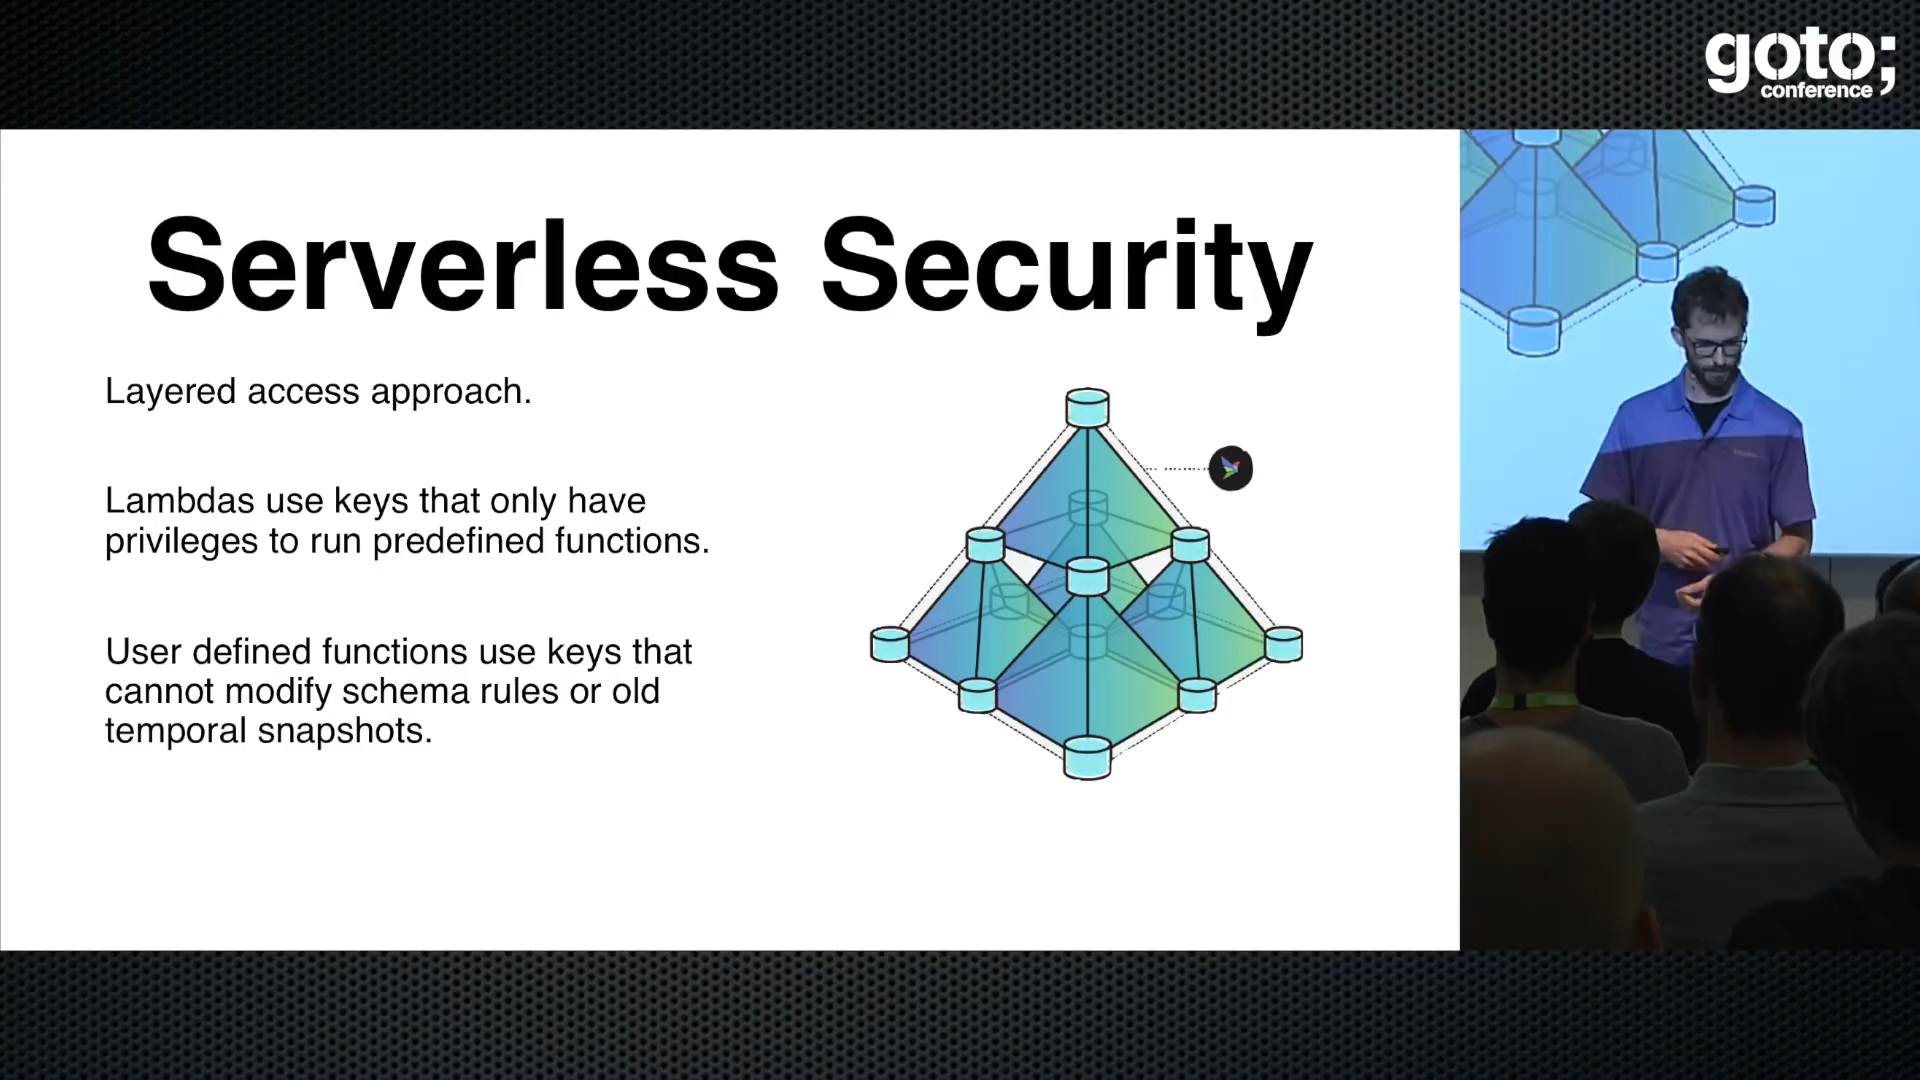 goto;
conference
Serverless Security
Layered access approach.
Lambdas use keys that only have
privileges to run predefined functions.
User defined functions use keys that
cannot modify schema rules or old
temporal snapshots.